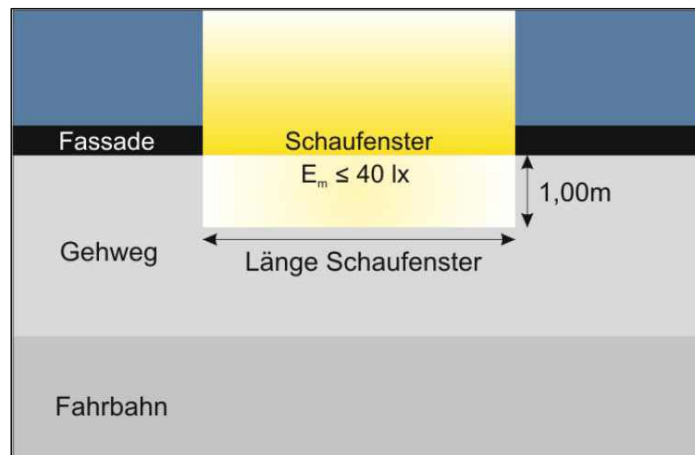 Fassade
Schaufenster
Eₘ ≤ 40 lx
1,00m
Gehweg
Länge Schaufenster
Fahrbahn